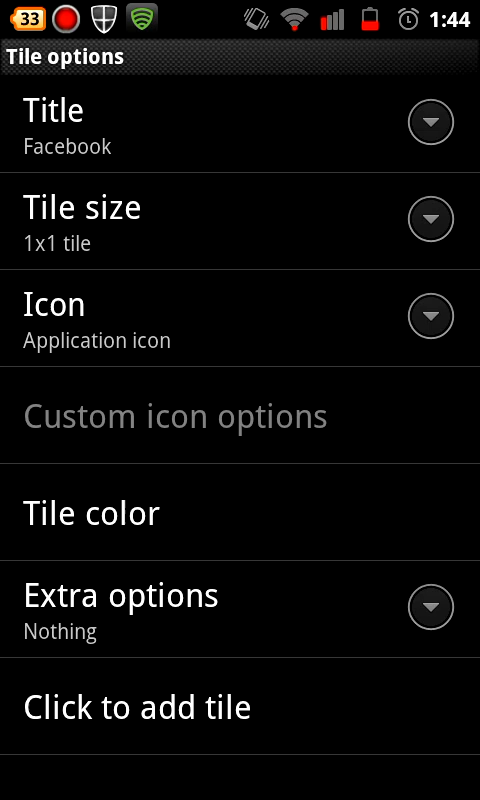 33
1:44
Tile options
Title
Facebook
Tile size
1x1 tile
Icon
Application icon
Custom icon options
Tile color
Extra options
Nothing
Click to add tile